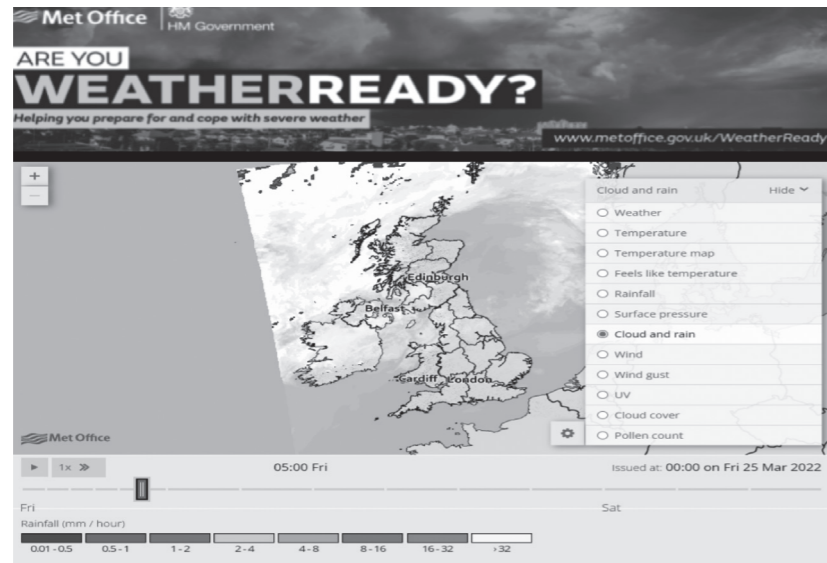 Met Office
HM Government
ARE YOU
WEATHERREADY?
Helping you prepare for and cope with severe weather
www.metoffice.gov.uk/WeatherReady
+
−
Cloud and rain Hide
Weather
Temperature
Temperature map
Feels like temperature
Rainfall
Surface pressure
Cloud and rain
Wind
Wind gust
UV
Cloud cover
Pollen count
Edinburgh
Belfast
Cardiff London
Met Office
1x
05:00 Fri
Issued at: 00:00 on Fri 25 Mar 2022
Fri Sat
Rainfall (mm / hour)
0.01 - 0.5 0.5 - 1 1 - 2 2 - 4 4 - 8 8 - 16 16 - 32 >32